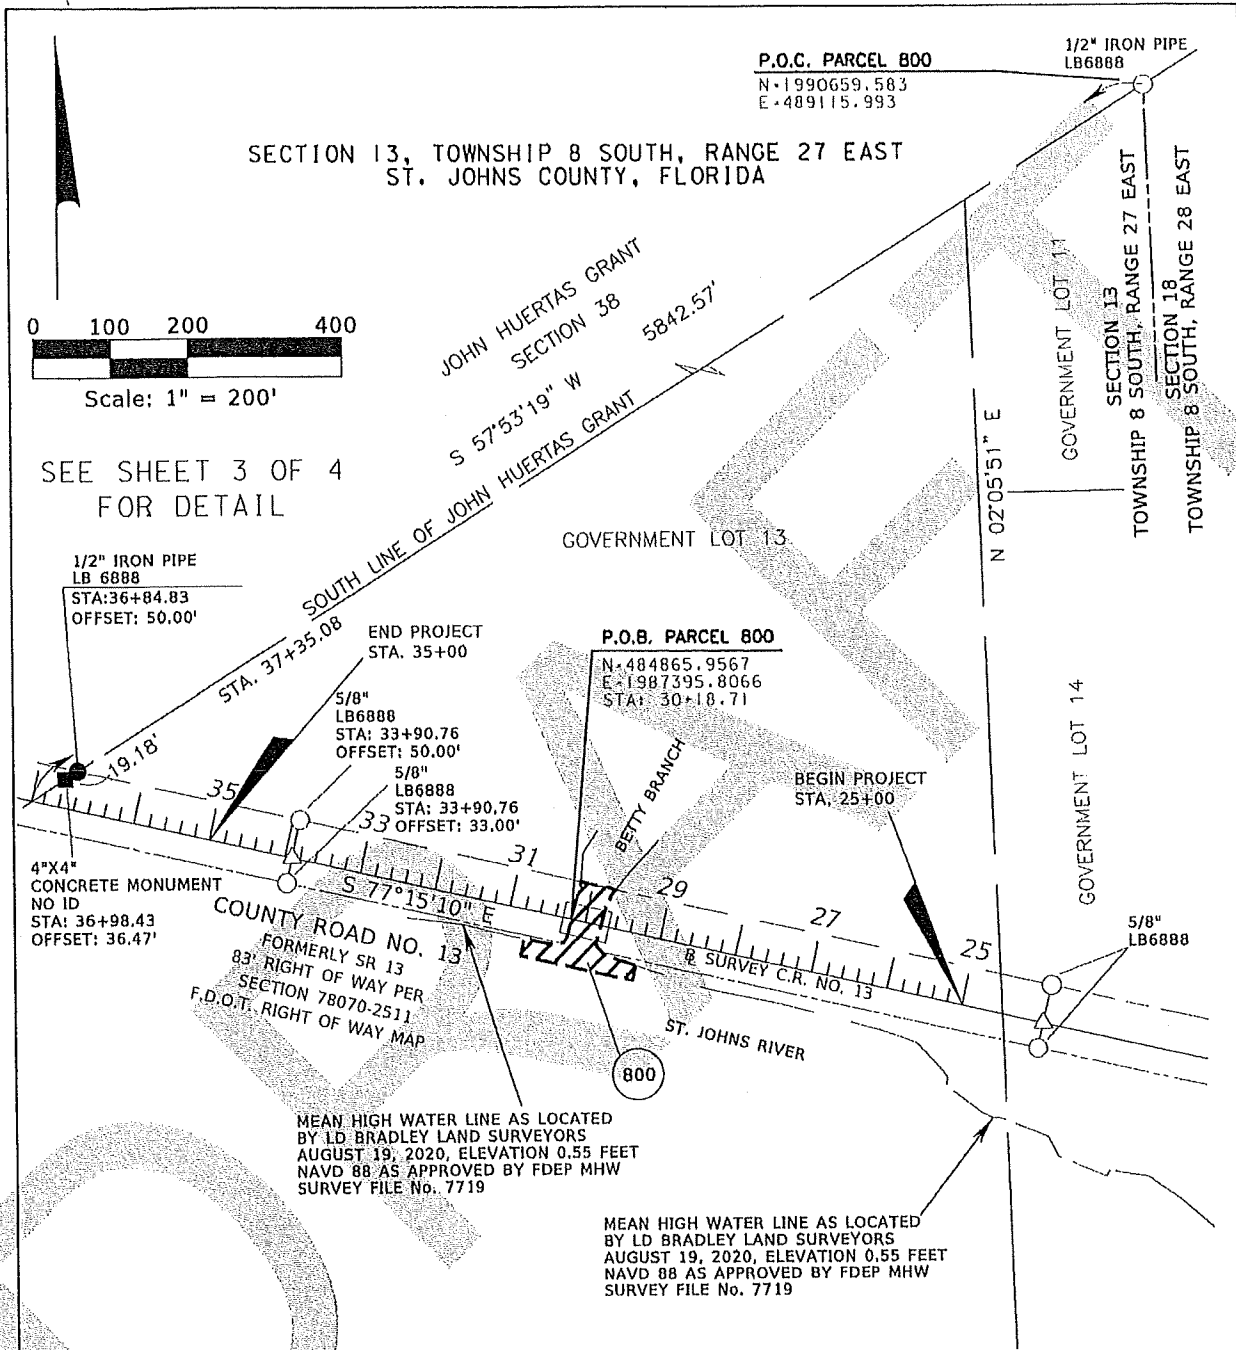 1/2" IRON PIPE
LB6888
P.O.C. PARCEL 800
N=1990659.583
E=489115.993
SECTION 13, TOWNSHIP 8 SOUTH, RANGE 27 EAST
ST. JOHNS COUNTY, FLORIDA
0 100 200 400
Scale: 1" = 200'
JOHN HUERTAS GRANT
SECTION 38
5842.57'
S 57°53'19" W
SOUTH LINE OF JOHN HUERTAS GRANT
GOVERNMENT LOT 11
SECTION 13
TOWNSHIP 8 SOUTH, RANGE 27 EAST
SECTION 18
TOWNSHIP 8 SOUTH, RANGE 28 EAST
N 02°05'51" E
SEE SHEET 3 OF 4
FOR DETAIL
GOVERNMENT LOT 13
1/2" IRON PIPE
LB 6888
STA:36+84.83
OFFSET: 50.00'
STA. 37+35.08
END PROJECT
STA. 35+00
P.O.B. PARCEL 800
N=484865.9567
E=1987395.8066
STA: 30+18.71
5/8"
LB6888
STA: 33+90.76
OFFSET: 50.00'
5/8"
LB6888
STA: 33+90.76
OFFSET: 33.00'
19.18'
BETTY BRANCH
BEGIN PROJECT
STA. 25+00
GOVERNMENT LOT 14
35
33
31
29
27
25
4"X4"
CONCRETE MONUMENT
NO ID
STA: 36+98.43
OFFSET: 36.47'
S 77°15'10" E
COUNTY ROAD NO. 13
FORMERLY SR 13
83' RIGHT OF WAY PER
SECTION 78070-2511
F.D.O.T. RIGHT OF WAY MAP
BL SURVEY C.R. NO. 13
5/8"
LB6888
ST. JOHNS RIVER
800
MEAN HIGH WATER LINE AS LOCATED
BY LD BRADLEY LAND SURVEYORS
AUGUST 19, 2020, ELEVATION 0.55 FEET
NAVD 88 AS APPROVED BY FDEP MHW
SURVEY FILE No. 7719
MEAN HIGH WATER LINE AS LOCATED
BY LD BRADLEY LAND SURVEYORS
AUGUST 19, 2020, ELEVATION 0.55 FEET
NAVD 88 AS APPROVED BY FDEP MHW
SURVEY FILE No. 7719
DRAFT